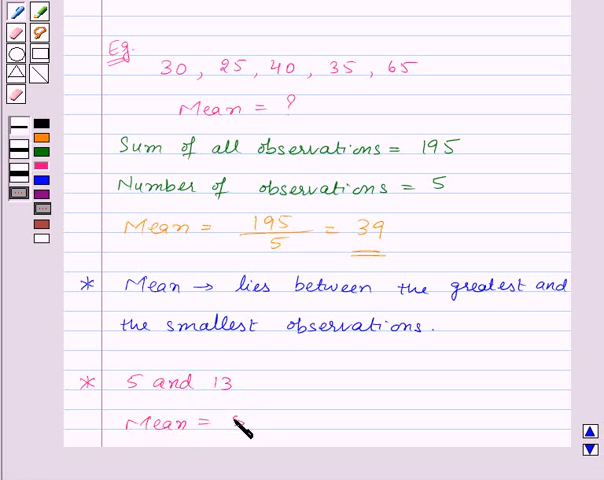 Eg.
30 , 25 , 40 , 35 , 65
Mean = ?
Sum of all observations = 195
Number of observations = 5
Mean = 195/5 = 39
* Mean → lies between the greatest and
the smallest observations.
* 5 and 13
Mean =